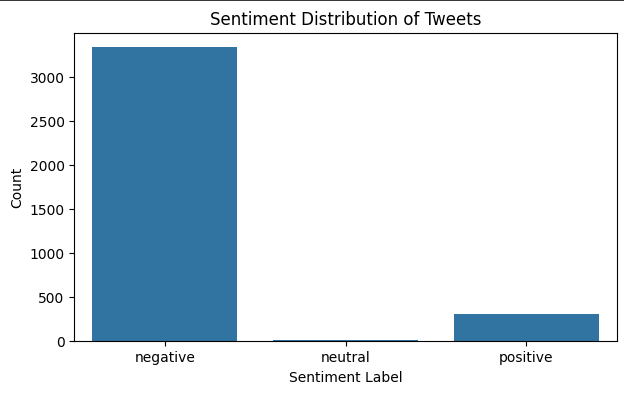 Sentiment Distribution of Tweets
3000
2500
2000
1500
1000
500
0
Count
negative neutral positive
Sentiment Label